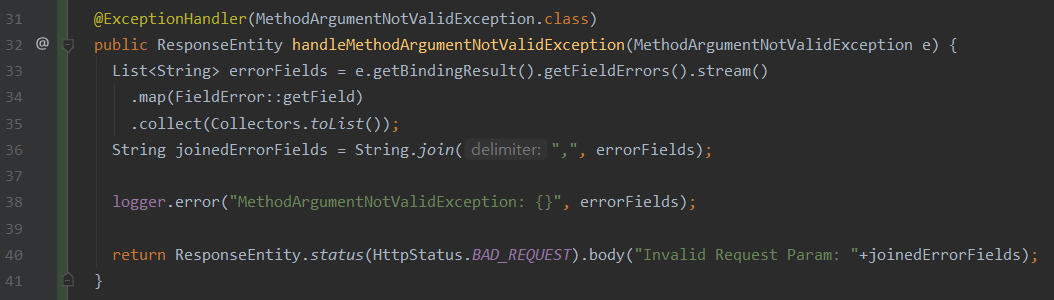 31 @ExceptionHandler(MethodArgumentNotValidException.class)
32 @ public ResponseEntity handleMethodArgumentNotValidException(MethodArgumentNotValidException e) {
33 List<String> errorFields = e.getBindingResult().getFieldErrors().stream()
34 .map(FieldError::getField)
35 .collect(Collectors.toList());
36 String joinedErrorFields = String.join( delimiter: ",", errorFields);
37
38 logger.error("MethodArgumentNotValidException: {}", errorFields);
39
40 return ResponseEntity.status(HttpStatus.BAD_REQUEST).body("Invalid Request Param: "+joinedErrorFields);
41 }